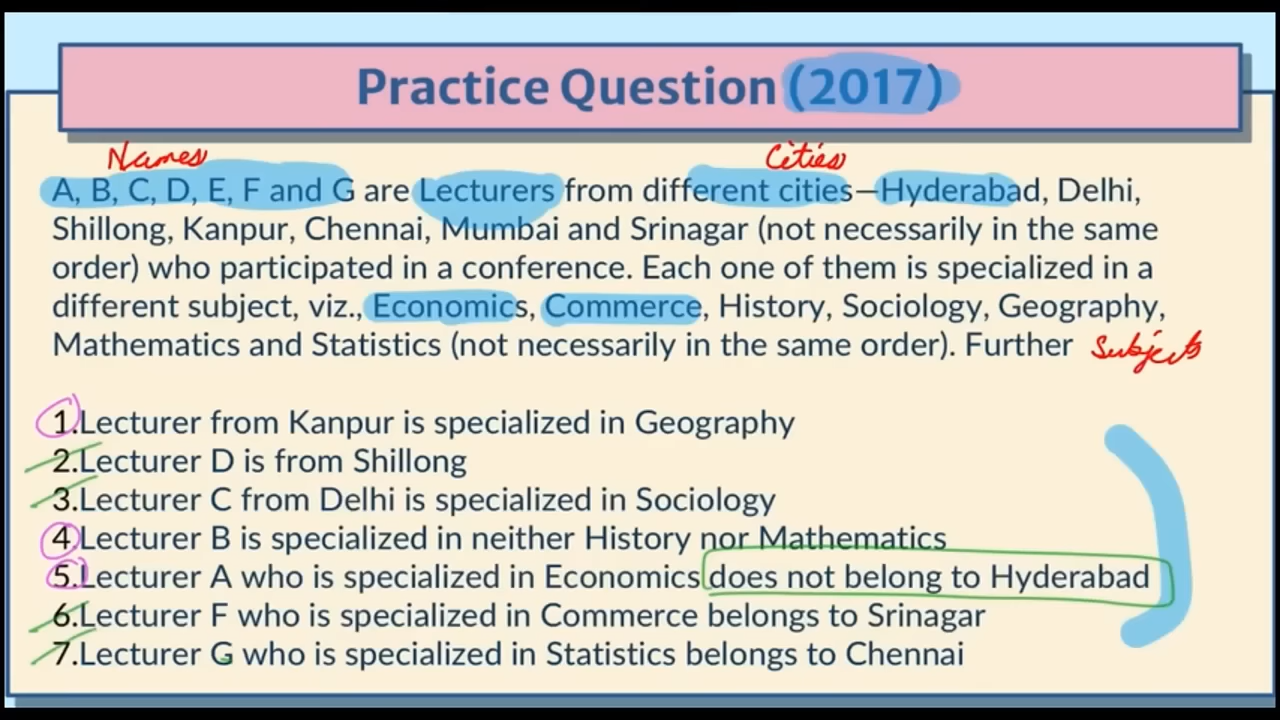 Practice Question (2017)
Names
Cities
A, B, C, D, E, F and G are Lecturers from different cities—Hyderabad, Delhi,
Shillong, Kanpur, Chennai, Mumbai and Srinagar (not necessarily in the same
order) who participated in a conference. Each one of them is specialized in a
different subject, viz., Economics, Commerce, History, Sociology, Geography,
Mathematics and Statistics (not necessarily in the same order). Further
Subjects
1.Lecturer from Kanpur is specialized in Geography
2.Lecturer D is from Shillong
3.Lecturer C from Delhi is specialized in Sociology
4.Lecturer B is specialized in neither History nor Mathematics
5.Lecturer A who is specialized in Economics does not belong to Hyderabad
6.Lecturer F who is specialized in Commerce belongs to Srinagar
7.Lecturer G who is specialized in Statistics belongs to Chennai